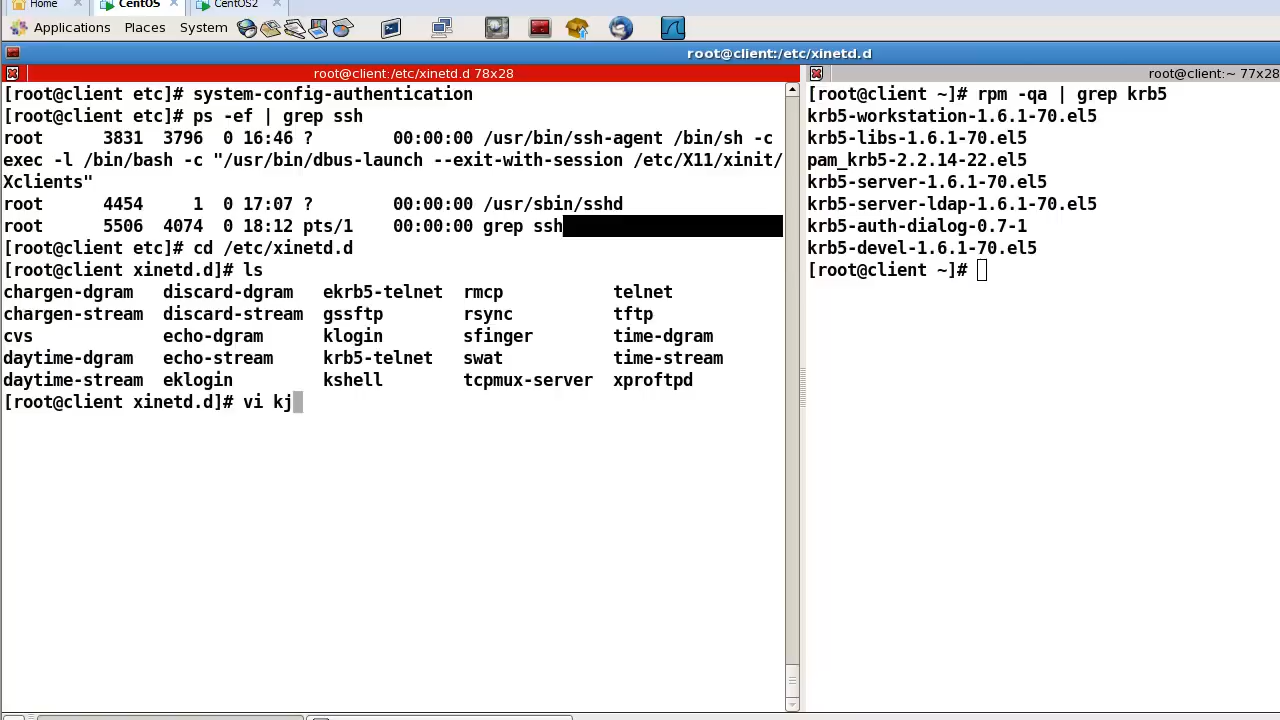 Home CentOS CentOS2
Applications Places System
root@client:/etc/xinetd.d
root@client:/etc/xinetd.d 78x28
[root@client etc]# system-config-authentication
[root@client etc]# ps -ef | grep ssh
root      3831  3796  0 16:46 ?        00:00:00 /usr/bin/ssh-agent /bin/sh -c
exec -l /bin/bash -c "/usr/bin/dbus-launch --exit-with-session /etc/X11/xinit/
Xclients"
root      4454     1  0 17:07 ?        00:00:00 /usr/sbin/sshd
root      5506  4074  0 18:12 pts/1    00:00:00 grep ssh
[root@client etc]# cd /etc/xinetd.d
[root@client xinetd.d]# ls
chargen-dgram   discard-dgram   ekrb5-telnet  rmcp           telnet
chargen-stream  discard-stream  gssftp        rsync          tftp
cvs             echo-dgram      klogin        sfinger        time-dgram
daytime-dgram   echo-stream     krb5-telnet   swat           time-stream
daytime-stream  eklogin         kshell        tcpmux-server  xproftpd
[root@client xinetd.d]# vi kj
root@client:~ 77x28
[root@client ~]# rpm -qa | grep krb5
krb5-workstation-1.6.1-70.el5
krb5-libs-1.6.1-70.el5
pam_krb5-2.2.14-22.el5
krb5-server-1.6.1-70.el5
krb5-server-ldap-1.6.1-70.el5
krb5-auth-dialog-0.7-1
krb5-devel-1.6.1-70.el5
[root@client ~]#